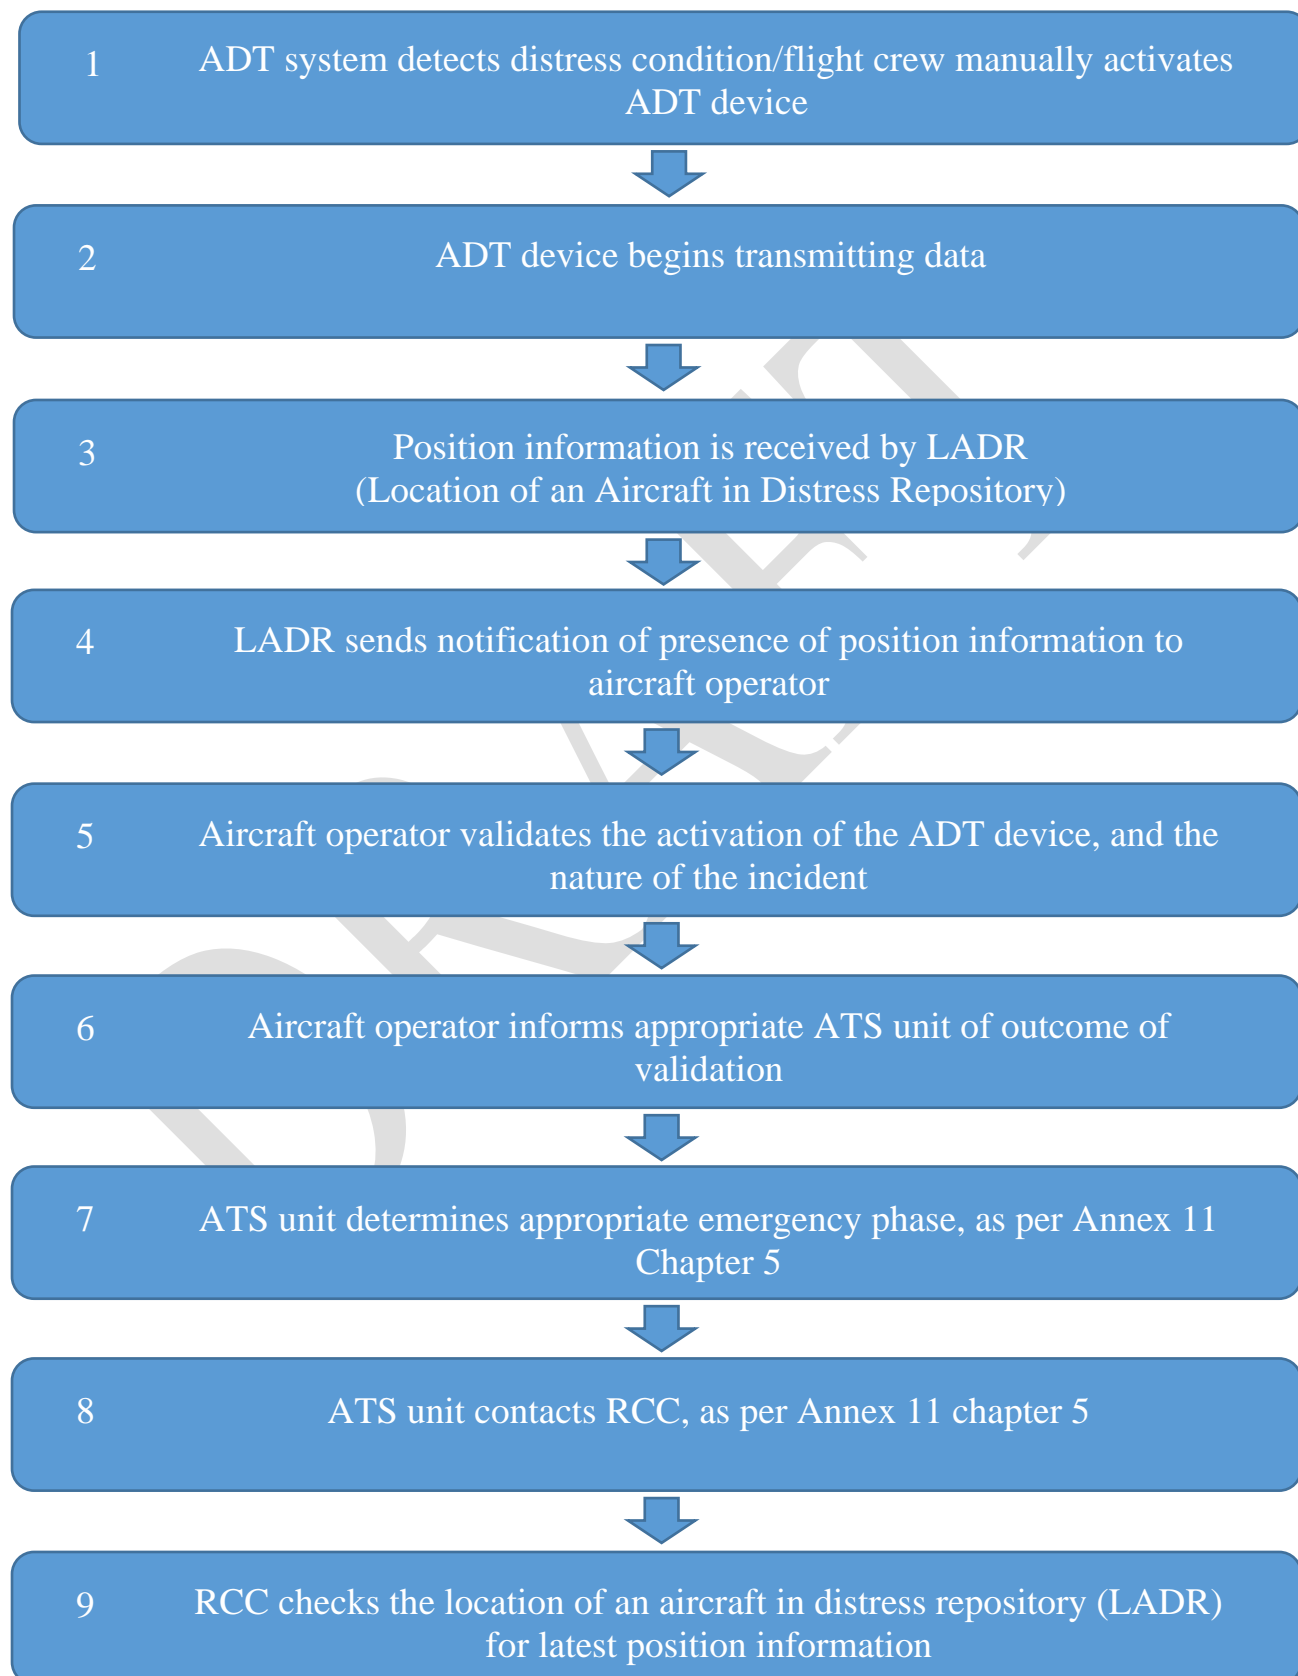 1 ADT system detects distress condition/flight crew manually activates
ADT device
2 ADT device begins transmitting data
3 Position information is received by LADR
(Location of an Aircraft in Distress Repository)
4 LADR sends notification of presence of position information to
aircraft operator
5 Aircraft operator validates the activation of the ADT device, and the
nature of the incident
6 Aircraft operator informs appropriate ATS unit of outcome of
validation
7 ATS unit determines appropriate emergency phase, as per Annex 11
Chapter 5
8 ATS unit contacts RCC, as per Annex 11 chapter 5
9 RCC checks the location of an aircraft in distress repository (LADR)
for latest position information
DRAFT